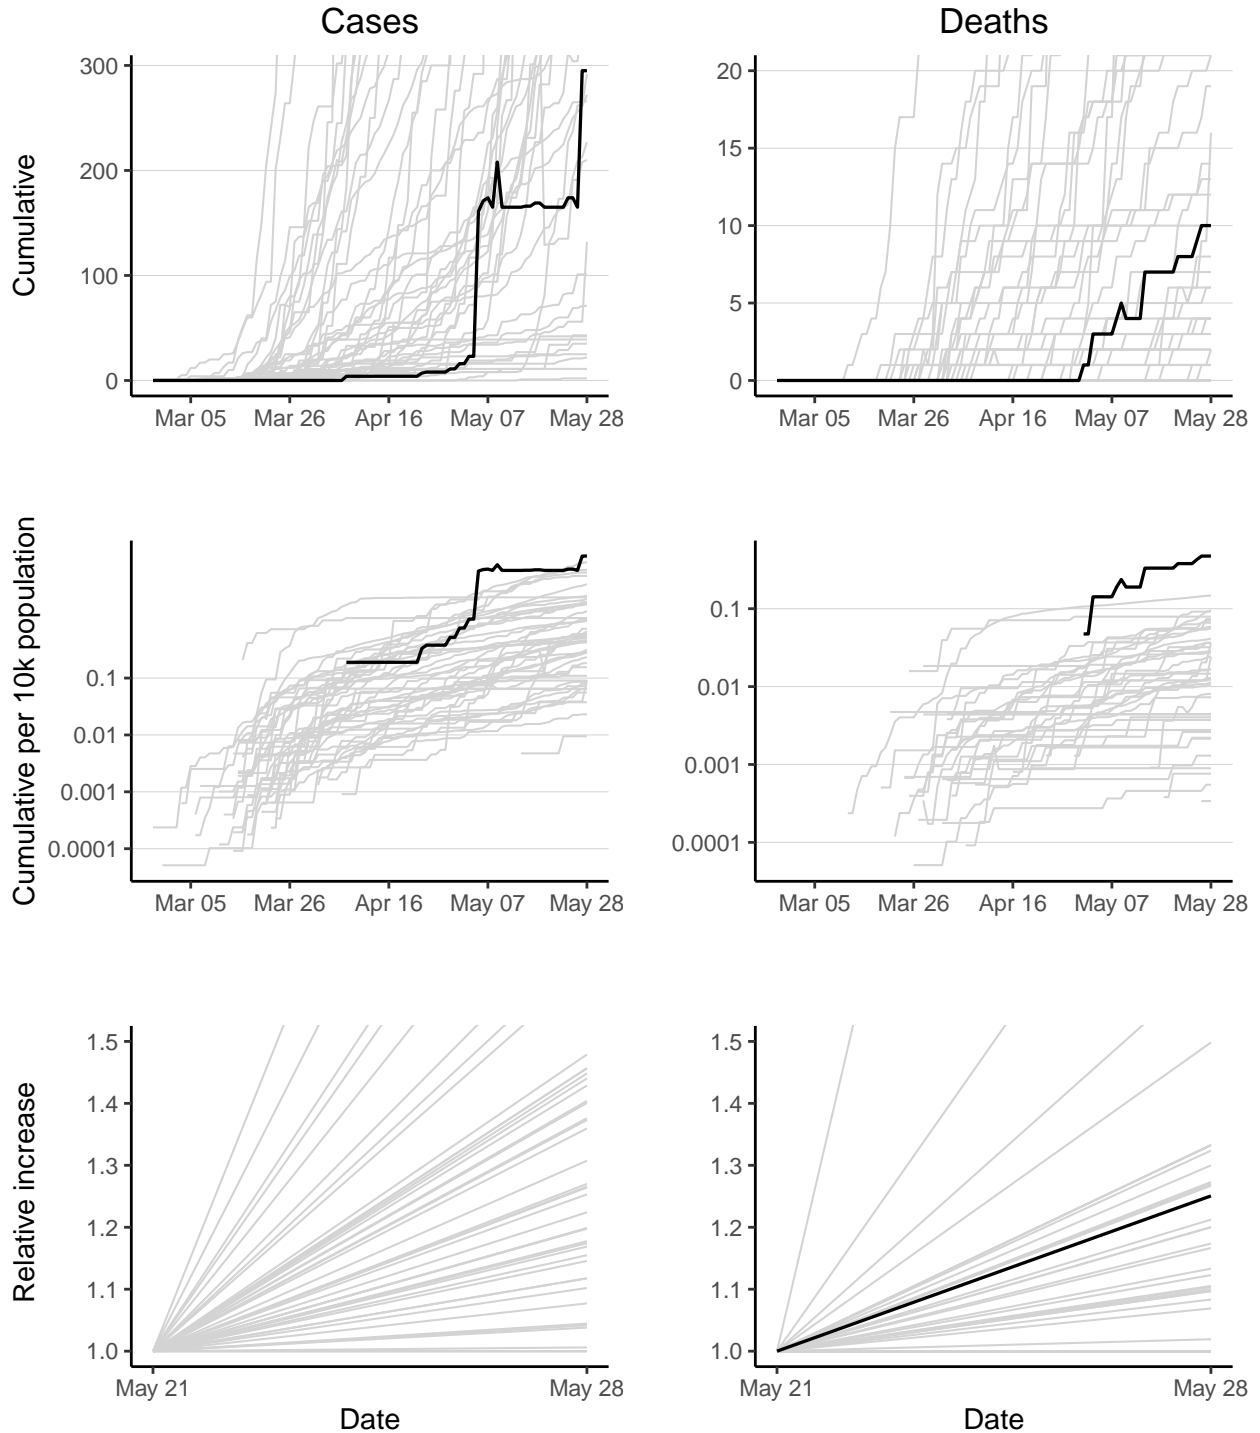 Cases
Deaths
Cumulative
300
200
100
0
Mar 05 Mar 26 Apr 16 May 07 May 28
20
15
10
5
0
Mar 05 Mar 26 Apr 16 May 07 May 28
Cumulative per 10k population
0.1
0.01
0.001
0.0001
Mar 05 Mar 26 Apr 16 May 07 May 28
0.1
0.01
0.001
0.0001
Mar 05 Mar 26 Apr 16 May 07 May 28
Relative increase
1.5
1.4
1.3
1.2
1.1
1.0
May 21 May 28
Date
1.5
1.4
1.3
1.2
1.1
1.0
May 21 May 28
Date